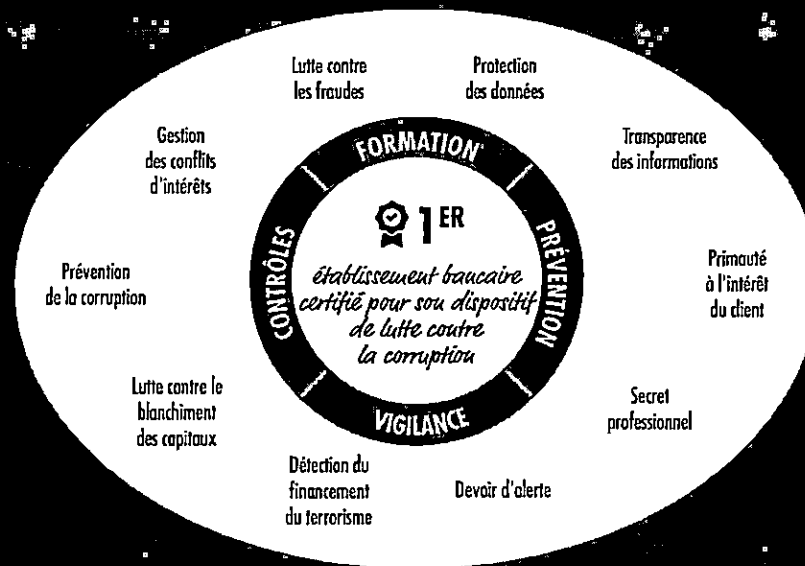 Lutte contre
les fraudes
Protection
des données
Gestion
des conflits
d'intérêts
Transparence
des informations
FORMATION
CONTRÔLES
PRÉVENTION
VIGILANCE
1ER
établissement bancaire
certifié pour son dispositif
de lutte contre
la corruption
Prévention
de la corruption
Primauté
à l'intérêt
du client
Lutte contre le
blanchiment
des capitaux
Secret
professionnel
Détection du
financement
du terrorisme
Devoir d'alerte